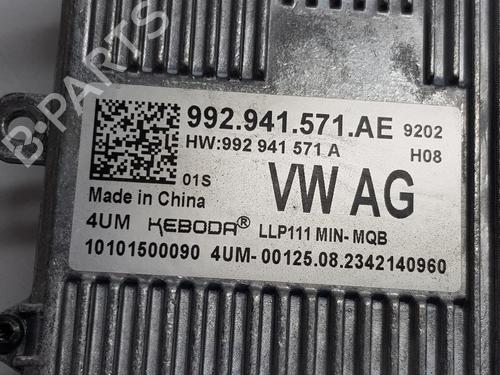 992.941.571.AE 9202
HW:992 941 571 A H08
01S VW AG
Made in China
4UM KEBODA® LLP111 MIN-MQB
10101500090 4UM-00125.08.2342140960
B-PARTS